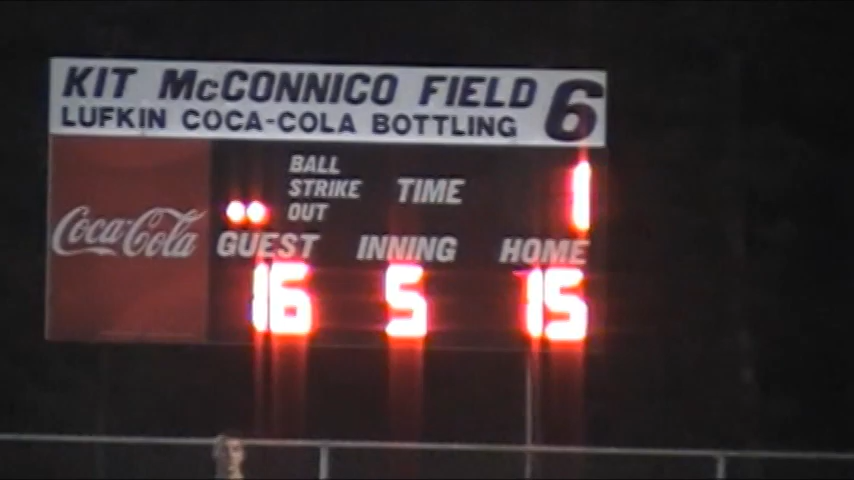 KIT McCONNICO FIELD 6
LUFKIN COCA-COLA BOTTLING
BALL
STRIKE
OUT
TIME 1
Coca-Cola
GUEST INNING HOME
16 5 15